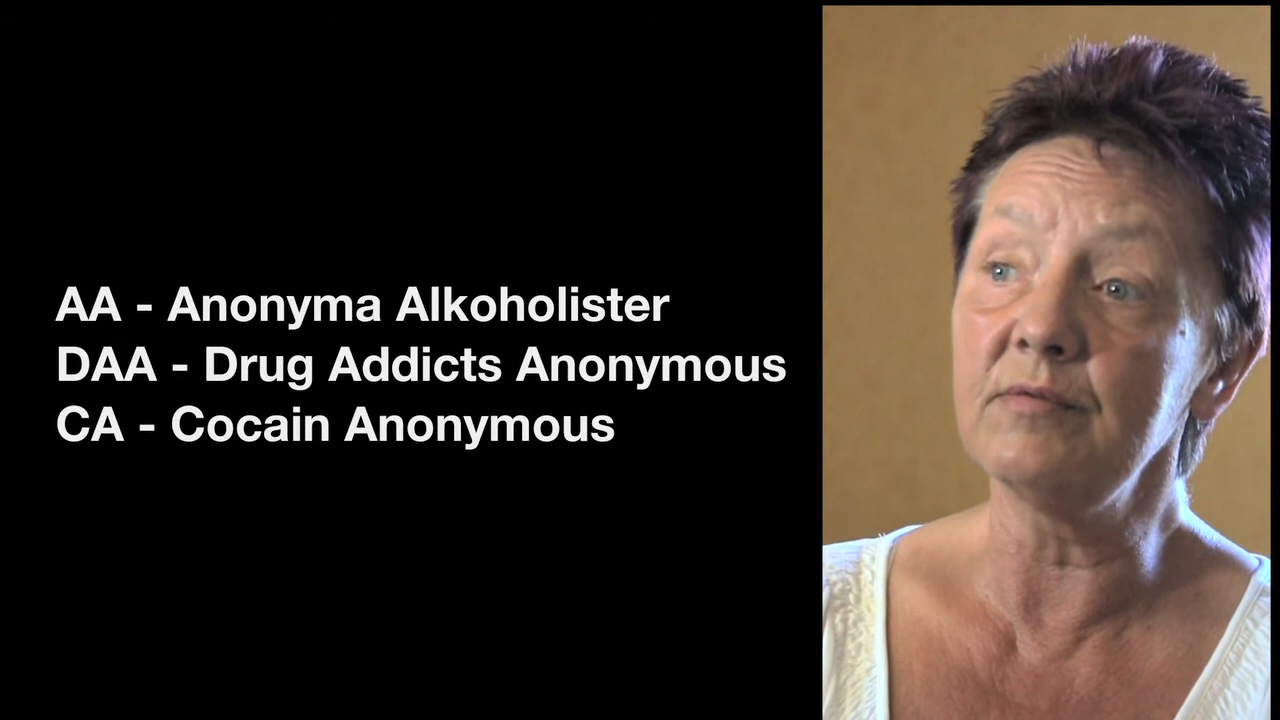 AA - Anonyma Alkoholister
DAA - Drug Addicts Anonymous
CA - Cocain Anonymous